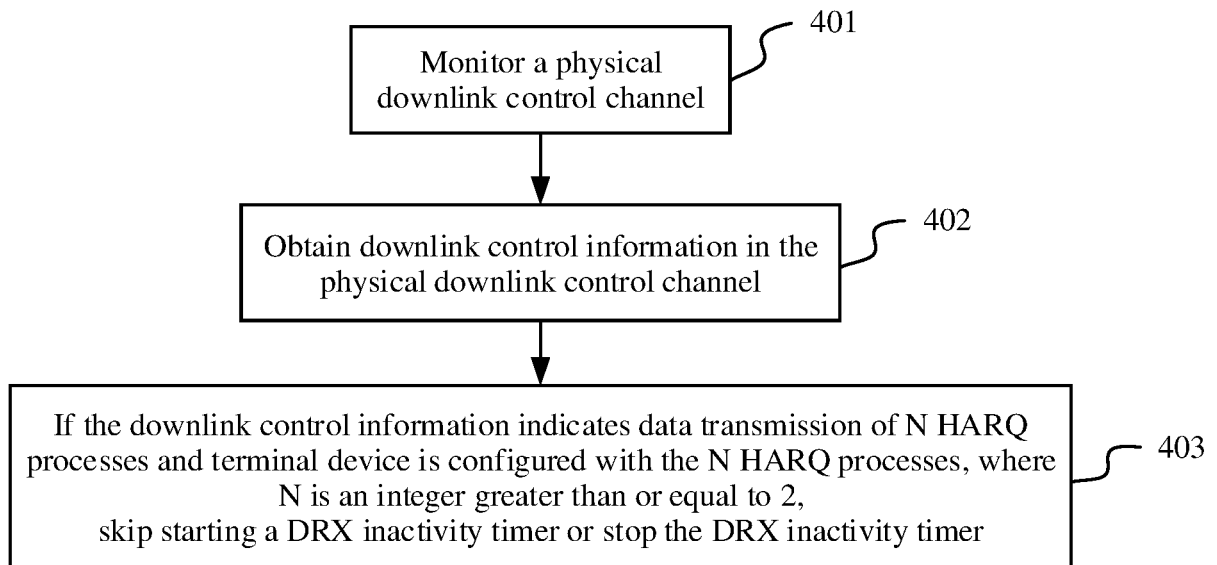 401
Monitor a physical
downlink control channel
402
Obtain downlink control information in the
physical downlink control channel
If the downlink control information indicates data transmission of N HARQ
processes and terminal device is configured with the N HARQ processes, where
N is an integer greater than or equal to 2,
skip starting a DRX inactivity timer or stop the DRX inactivity timer
403